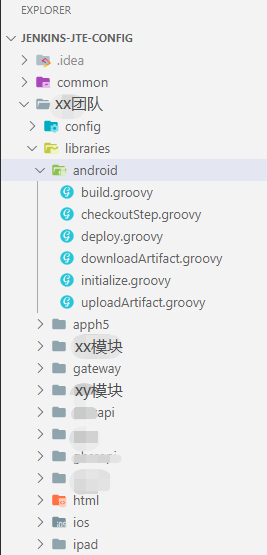 EXPLORER
JENKINS-JTE-CONFIG
.idea
common
xx团队
config
libraries
android
build.groovy
checkoutStep.groovy
deploy.groovy
downloadArtifact.groovy
initialize.groovy
uploadArtifact.groovy
apph5
xx模块
gateway
xy模块
api
html
ios
ipad